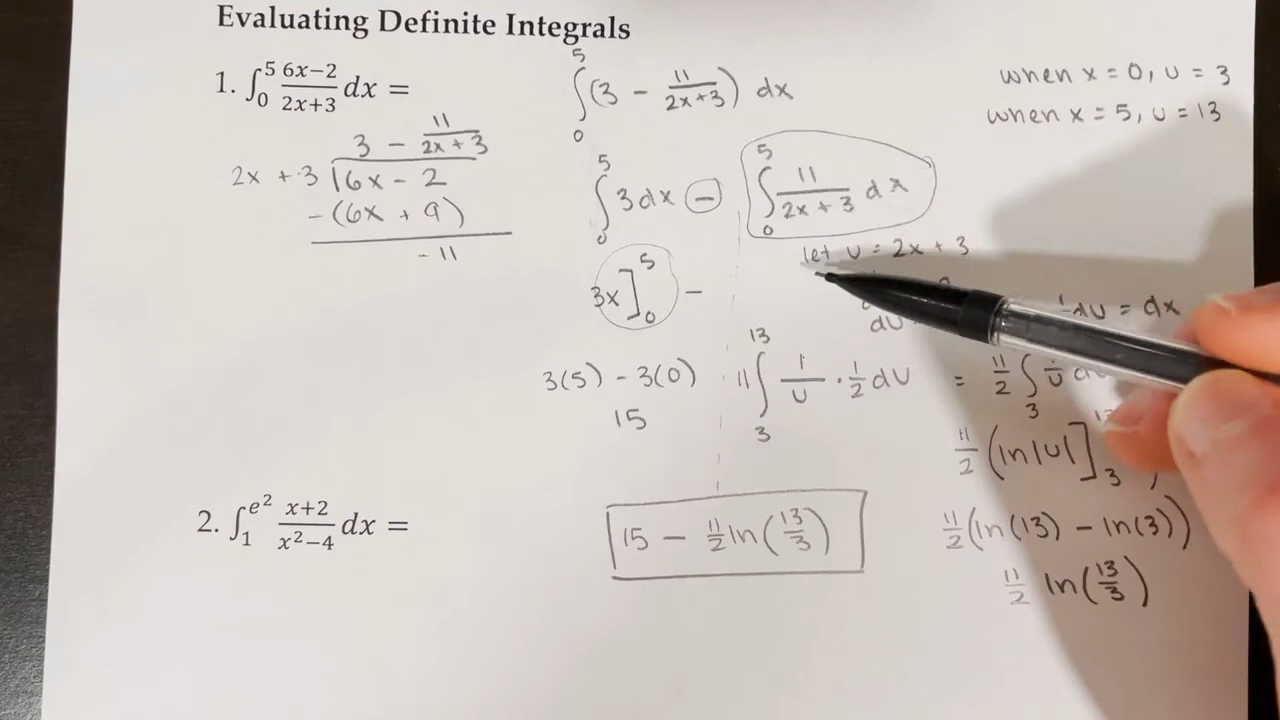 Evaluating Definite Integrals
1. ∫₀⁵ (6x−2)/(2x+3) dx =
3 − 11/(2x + 3)
2x + 3 | 6x − 2
− (6x + 9)
− 11
∫₀⁵ (3 − 11/(2x+3)) dx
when x = 0, u = 3
when x = 5, u = 13
∫₀⁵ 3dx − ∫₀⁵ 11/(2x + 3) dx
let u = 2x + 3
3x]₀⁵ −
du
du = dx
3(5) − 3(0)
15
11 ∫₃¹³ 1/u · 1/2 du = 11/2 ∫₃ 1/u
11/2 (ln|u|]₃
11/2 (ln(13) − ln(3))
11/2 ln(13/3)
15 − 11/2 ln(13/3)
2. ∫₁^(e²) (x+2)/(x²−4) dx =